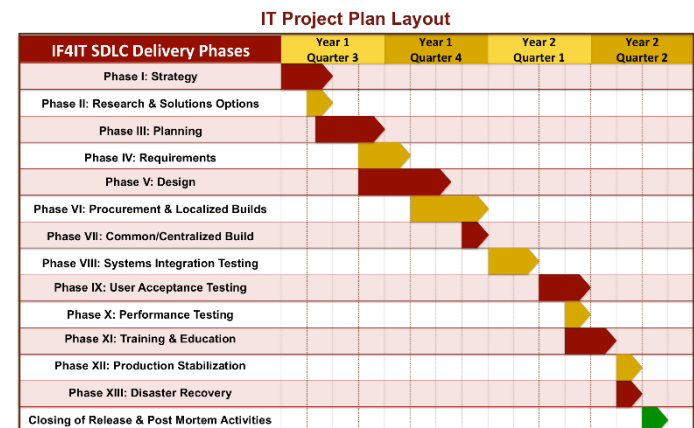 IT Project Plan Layout
IF4IT SDLC Delivery Phases
Year 1
Quarter 3
Year 1
Quarter 4
Year 2
Quarter 1
Year 2
Quarter 2
Phase I: Strategy
Phase II: Research & Solutions Options
Phase III: Planning
Phase IV: Requirements
Phase V: Design
Phase VI: Procurement & Localized Builds
Phase VII: Common/Centralized Build
Phase VIII: Systems Integration Testing
Phase IX: User Acceptance Testing
Phase X: Performance Testing
Phase XI: Training & Education
Phase XII: Production Stabilization
Phase XIII: Disaster Recovery
Closing of Release & Post Mortem Activities